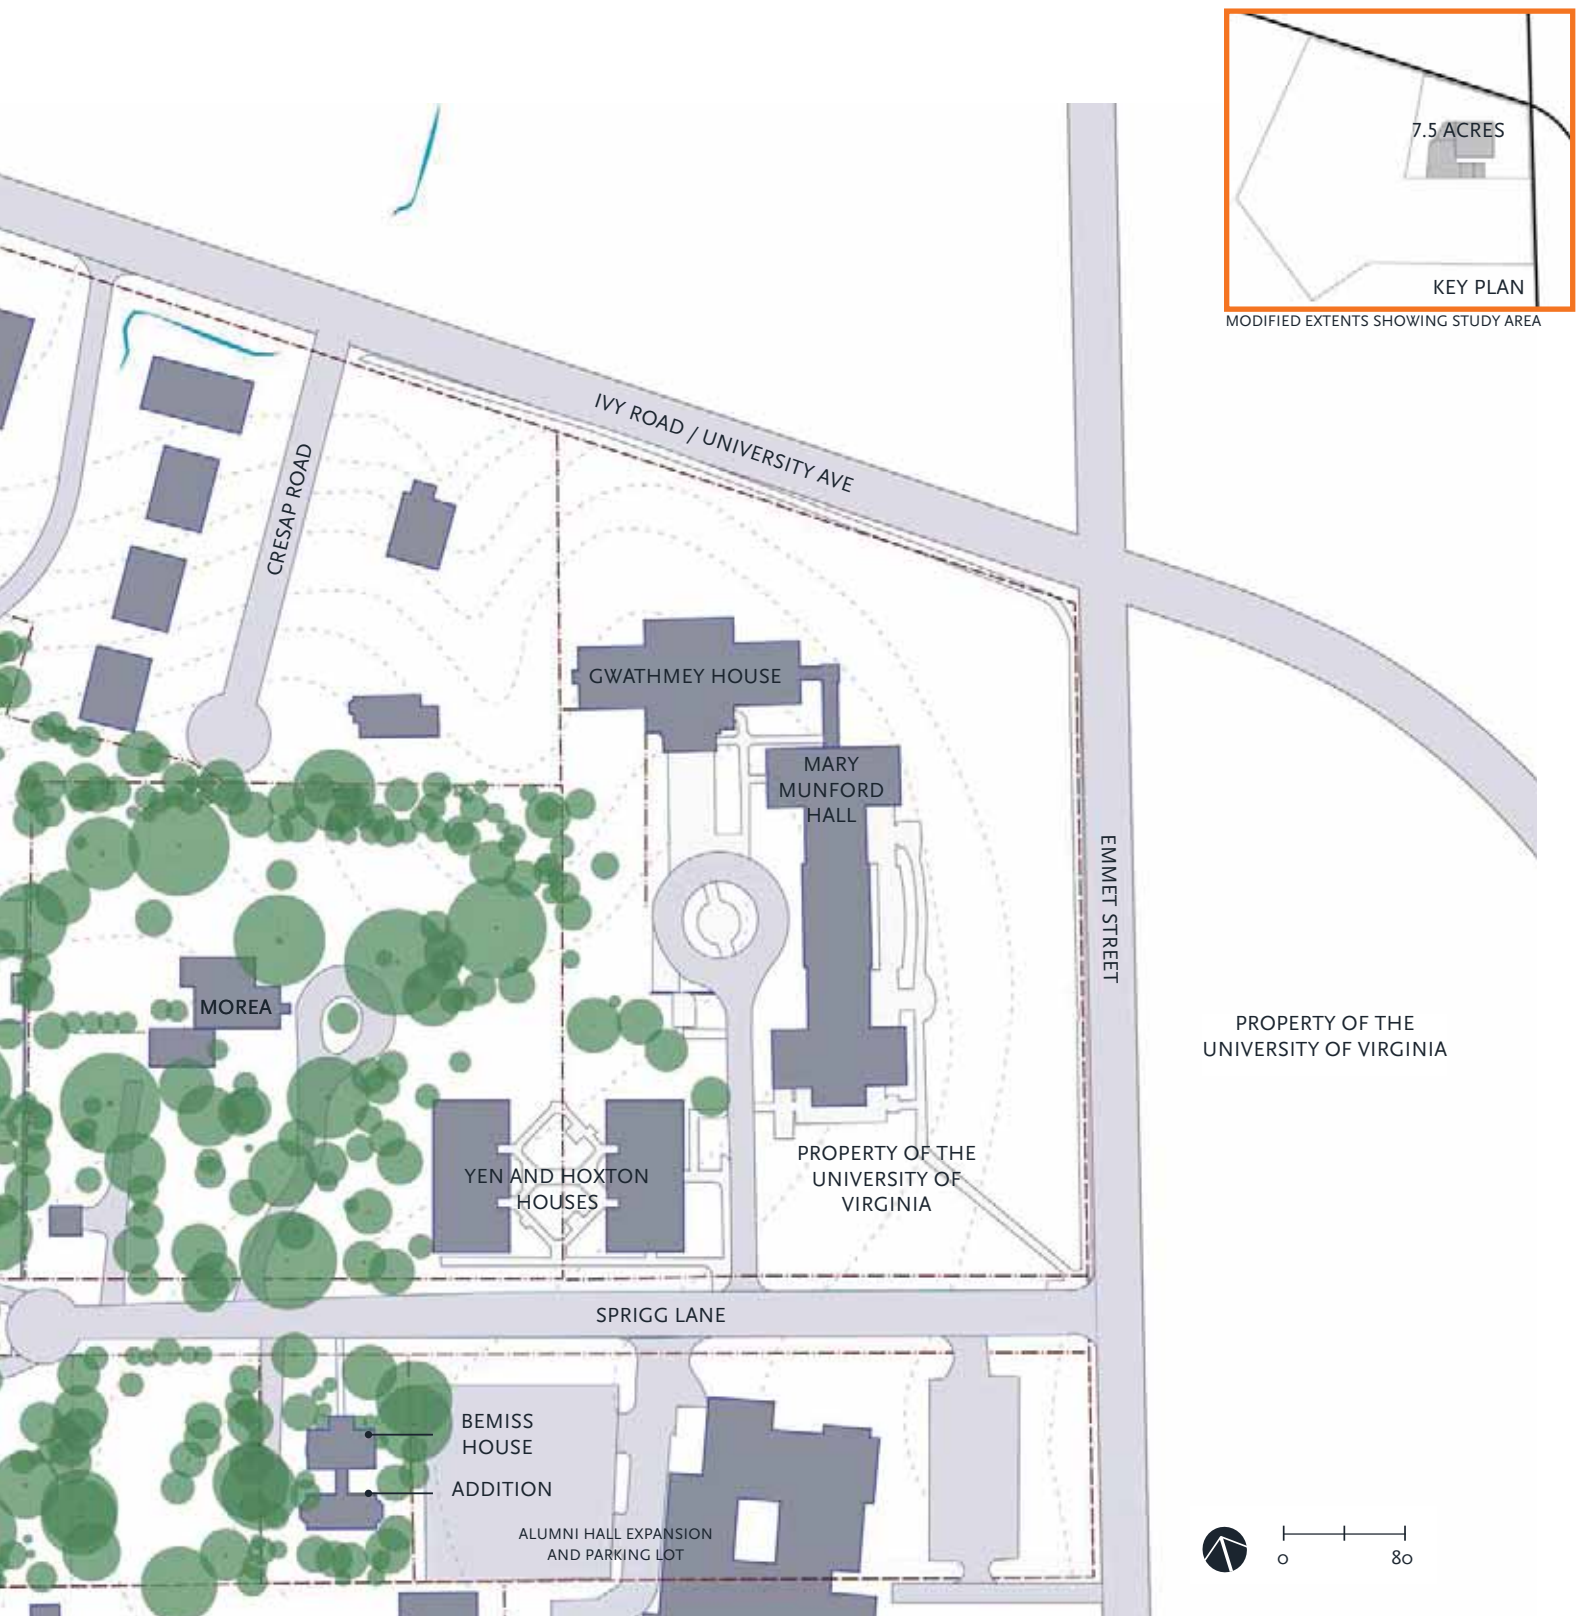 7.5 ACRES
KEY PLAN
MODIFIED EXTENTS SHOWING STUDY AREA
IVY ROAD / UNIVERSITY AVE
CRESAP ROAD
GWATHMEY HOUSE
MARY
MUNFORD
HALL
EMMET STREET
MOREA
PROPERTY OF THE
UNIVERSITY OF VIRGINIA
YEN AND HOXTON
HOUSES
PROPERTY OF THE
UNIVERSITY OF
VIRGINIA
SPRIGG LANE
BEMISS
HOUSE
ADDITION
ALUMNI HALL EXPANSION
AND PARKING LOT
0 80